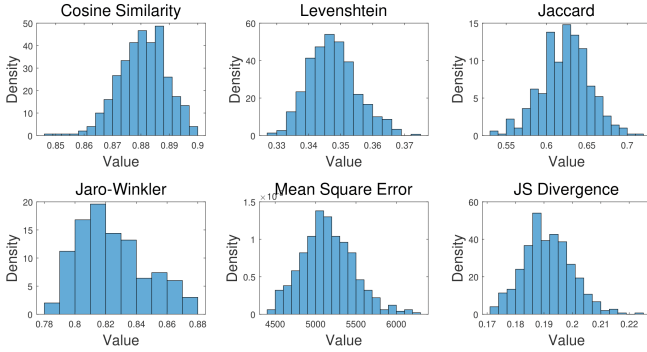 Cosine Similarity
50
40
30
20
10
0
Density
0.85 0.86 0.87 0.88 0.89 0.9
Value
Levenshtein
60
40
20
0
Density
0.33 0.34 0.35 0.36 0.37
Value
Jaccard
15
10
5
0
Density
0.55 0.6 0.65 0.7
Value
Jaro-Winkler
20
15
10
5
0
Density
0.78 0.8 0.82 0.84 0.86 0.88
Value
Mean Square Error
1.5
1
0.5
0
Density
4500 5000 5500 6000
Value
JS Divergence
60
40
20
0
Density
0.17 0.18 0.19 0.2 0.21 0.22
Value